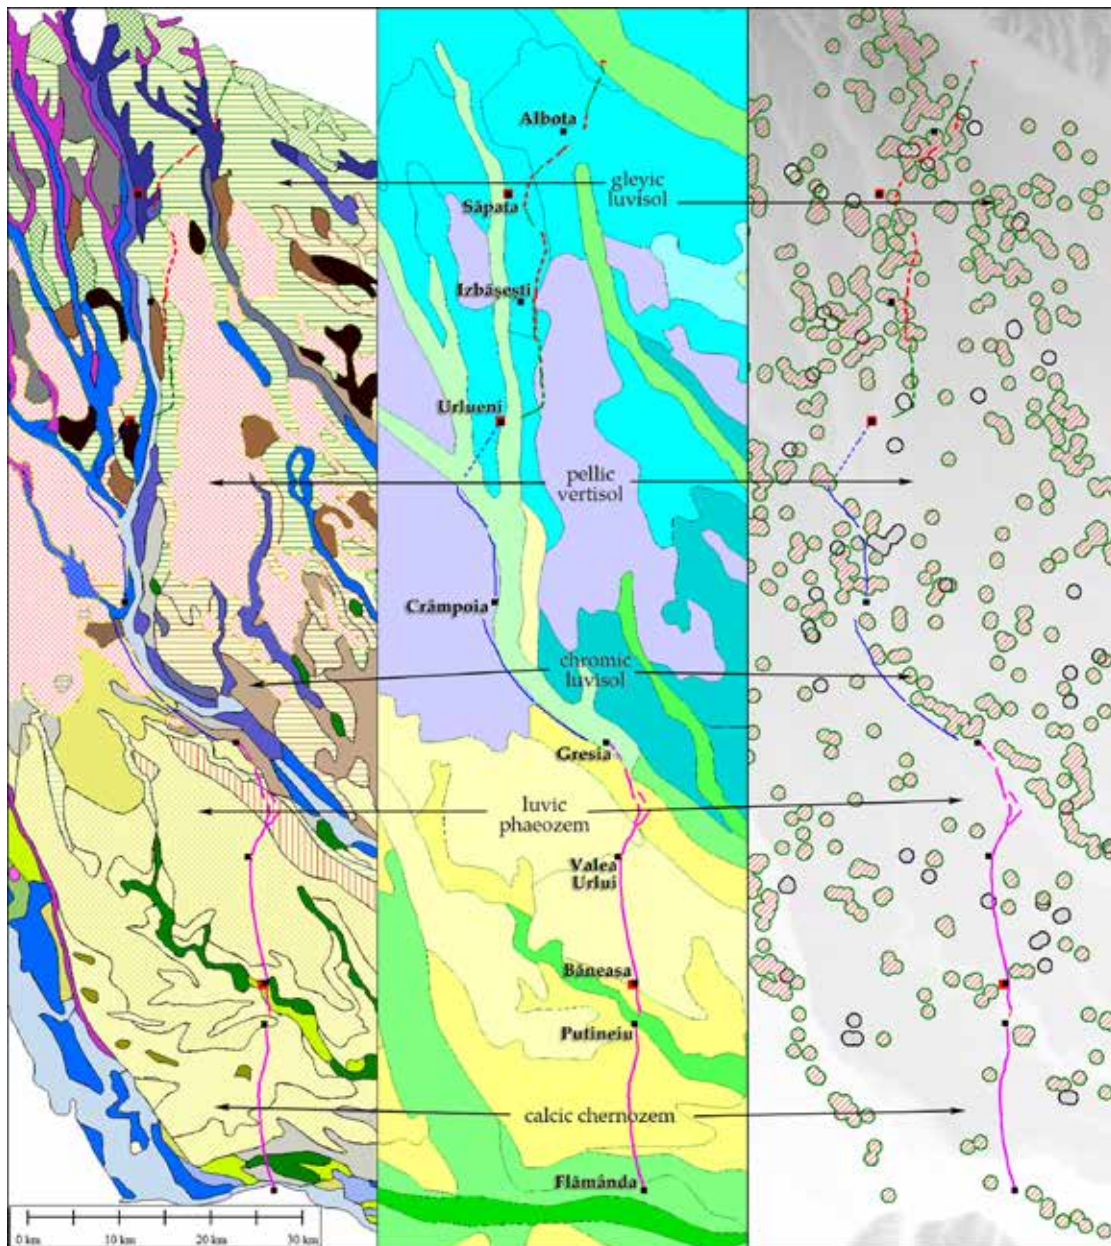 Albota
gleyic
luvisol
Săpata
Izbășești
Urlueni
pellic
vertisol
Crâmpoia
chromic
luvisol
Gresia
luvic
phaeozem
Valea
Urlui
Băneasa
Putineiu
calcic chernozem
Flămânda
0 km 10 km 20 km 30 km